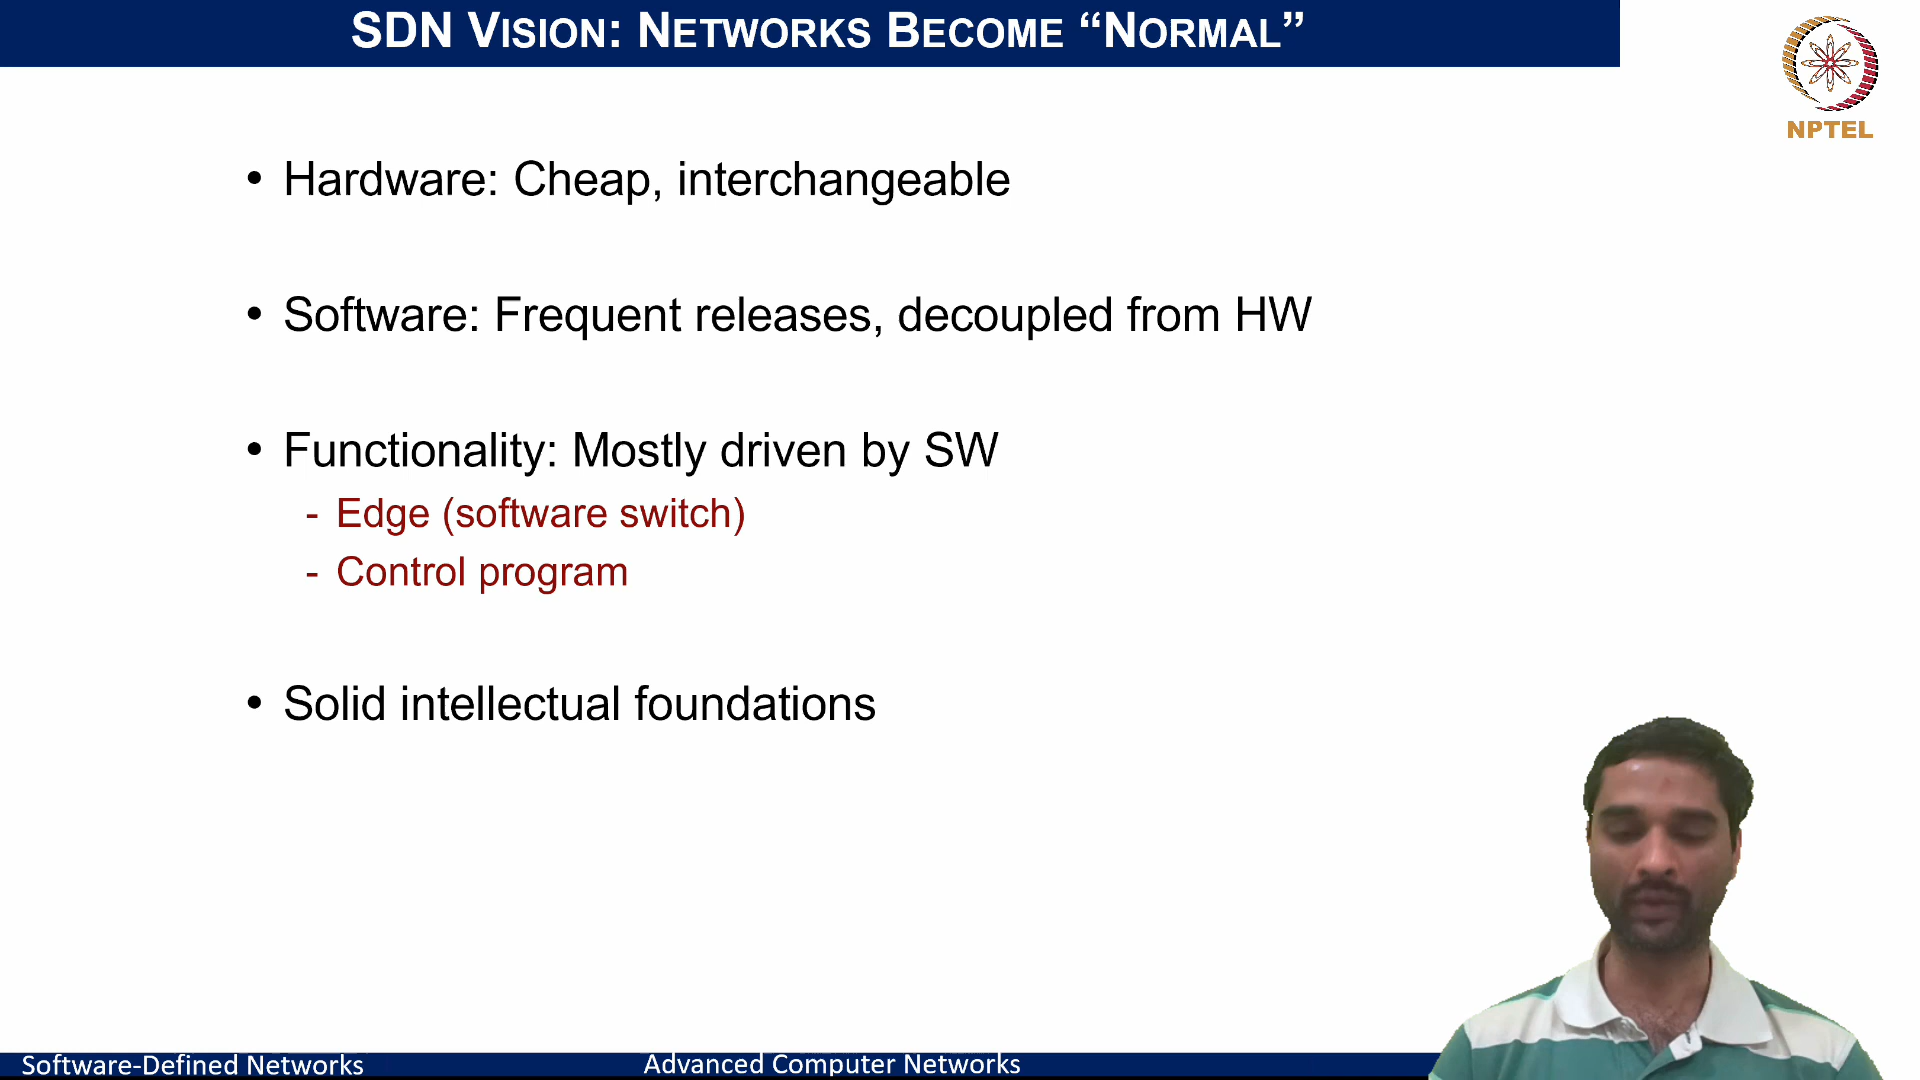 SDN VISION: NETWORKS BECOME “NORMAL”
NPTEL
• Hardware: Cheap, interchangeable
• Software: Frequent releases, decoupled from HW
• Functionality: Mostly driven by SW
- Edge (software switch)
- Control program
• Solid intellectual foundations
Software-Defined Networks
Advanced Computer Networks